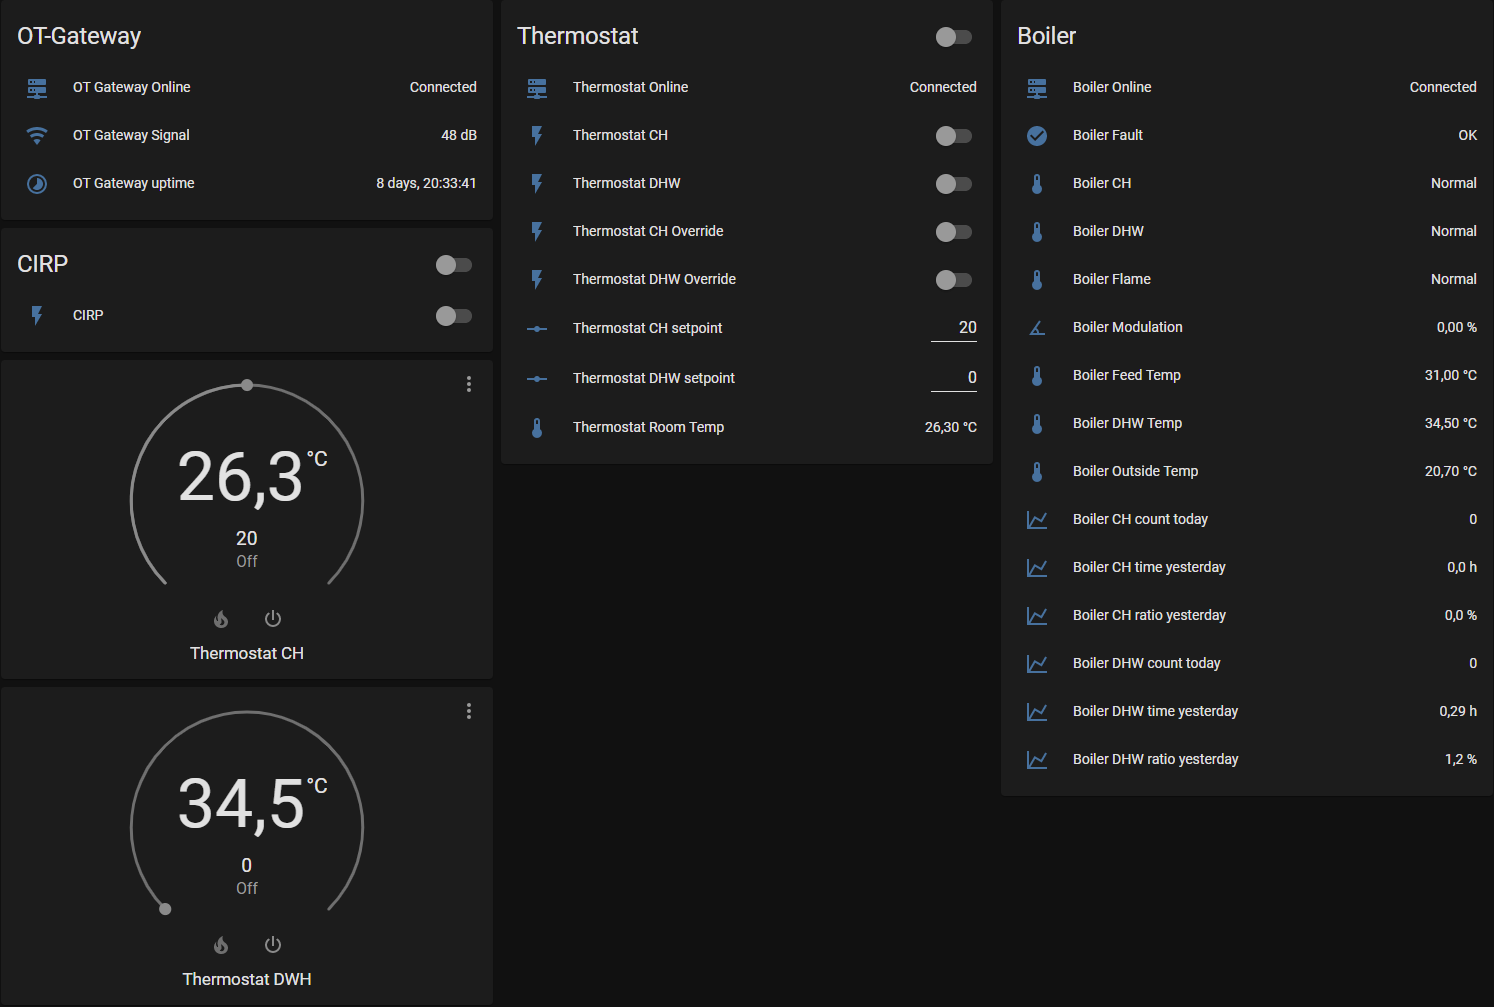 OT-Gateway
OT Gateway Online Connected
OT Gateway Signal 48 dB
OT Gateway uptime 8 days, 20:33:41
CIRP
CIRP
26,3 °C
20
Off
Thermostat CH
34,5 °C
0
Off
Thermostat DWH
Thermostat
Thermostat Online Connected
Thermostat CH
Thermostat DHW
Thermostat CH Override
Thermostat DHW Override
Thermostat CH setpoint 20
Thermostat DHW setpoint 0
Thermostat Room Temp 26,30 °C
Boiler
Boiler Online Connected
Boiler Fault OK
Boiler CH Normal
Boiler DHW Normal
Boiler Flame Normal
Boiler Modulation 0,00 %
Boiler Feed Temp 31,00 °C
Boiler DHW Temp 34,50 °C
Boiler Outside Temp 20,70 °C
Boiler CH count today 0
Boiler CH time yesterday 0,0 h
Boiler CH ratio yesterday 0,0 %
Boiler DHW count today 0
Boiler DHW time yesterday 0,29 h
Boiler DHW ratio yesterday 1,2 %